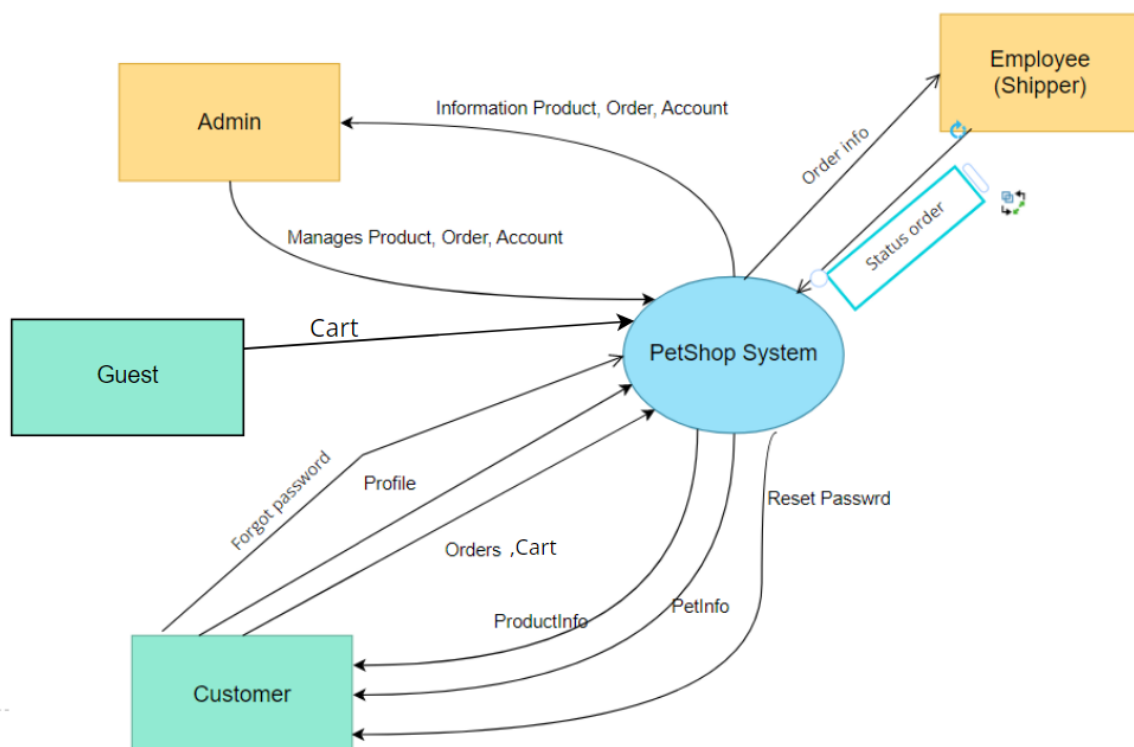 Employee
(Shipper)
Admin
Information Product, Order, Account
Order info
Status order
Manages Product, Order, Account
Cart
PetShop System
Guest
Forgot password
Profile
Reset Passwrd
Orders ,Cart
PetInfo
ProductInfo
Customer